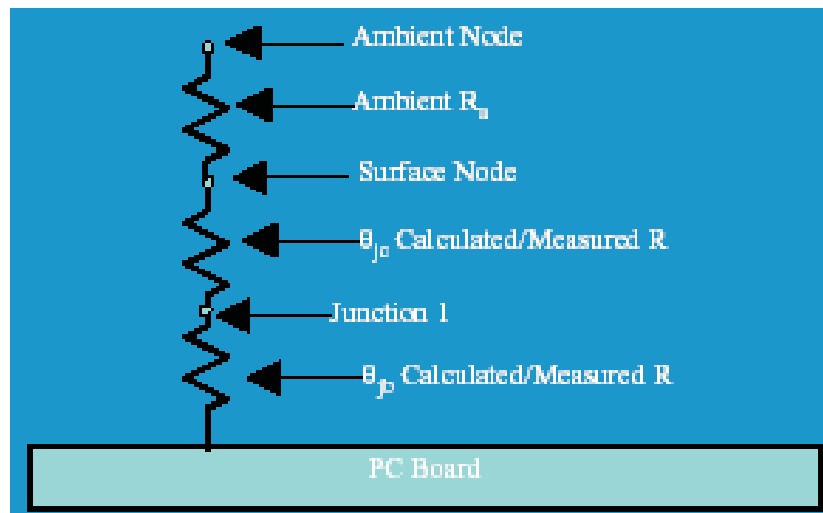 Ambient Node
Ambient Rₐ
Surface Node
θjc Calculated/Measured R
Junction 1
θjb Calculated/Measured R
PC Board